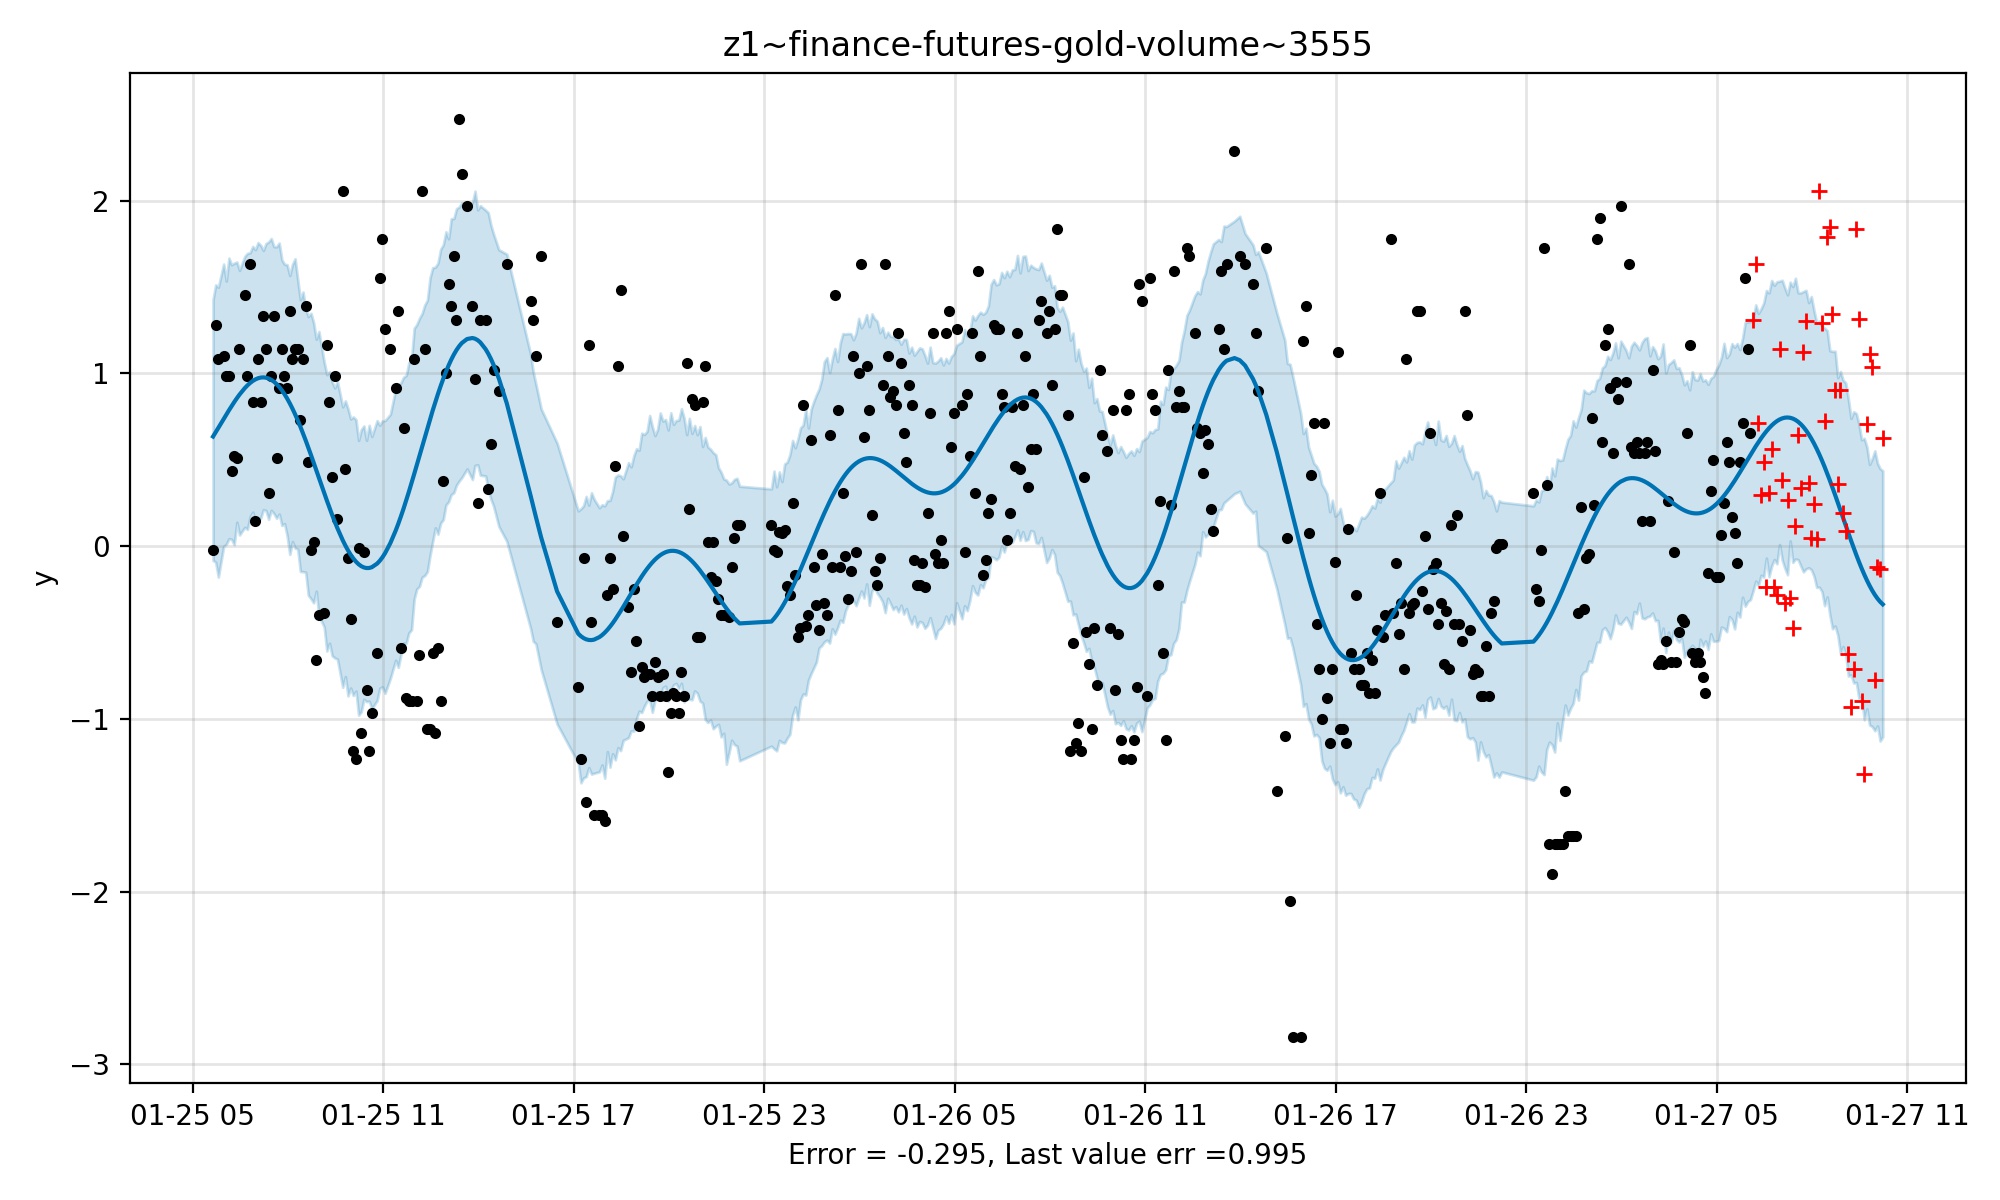 z1~finance-futures-gold-volume~3555
y
2
1
0
−1
−2
−3
01-25 05 01-25 11 01-25 17 01-25 23 01-26 05 01-26 11 01-26 17 01-26 23 01-27 05 01-27 11
Error = -0.295, Last value err =0.995